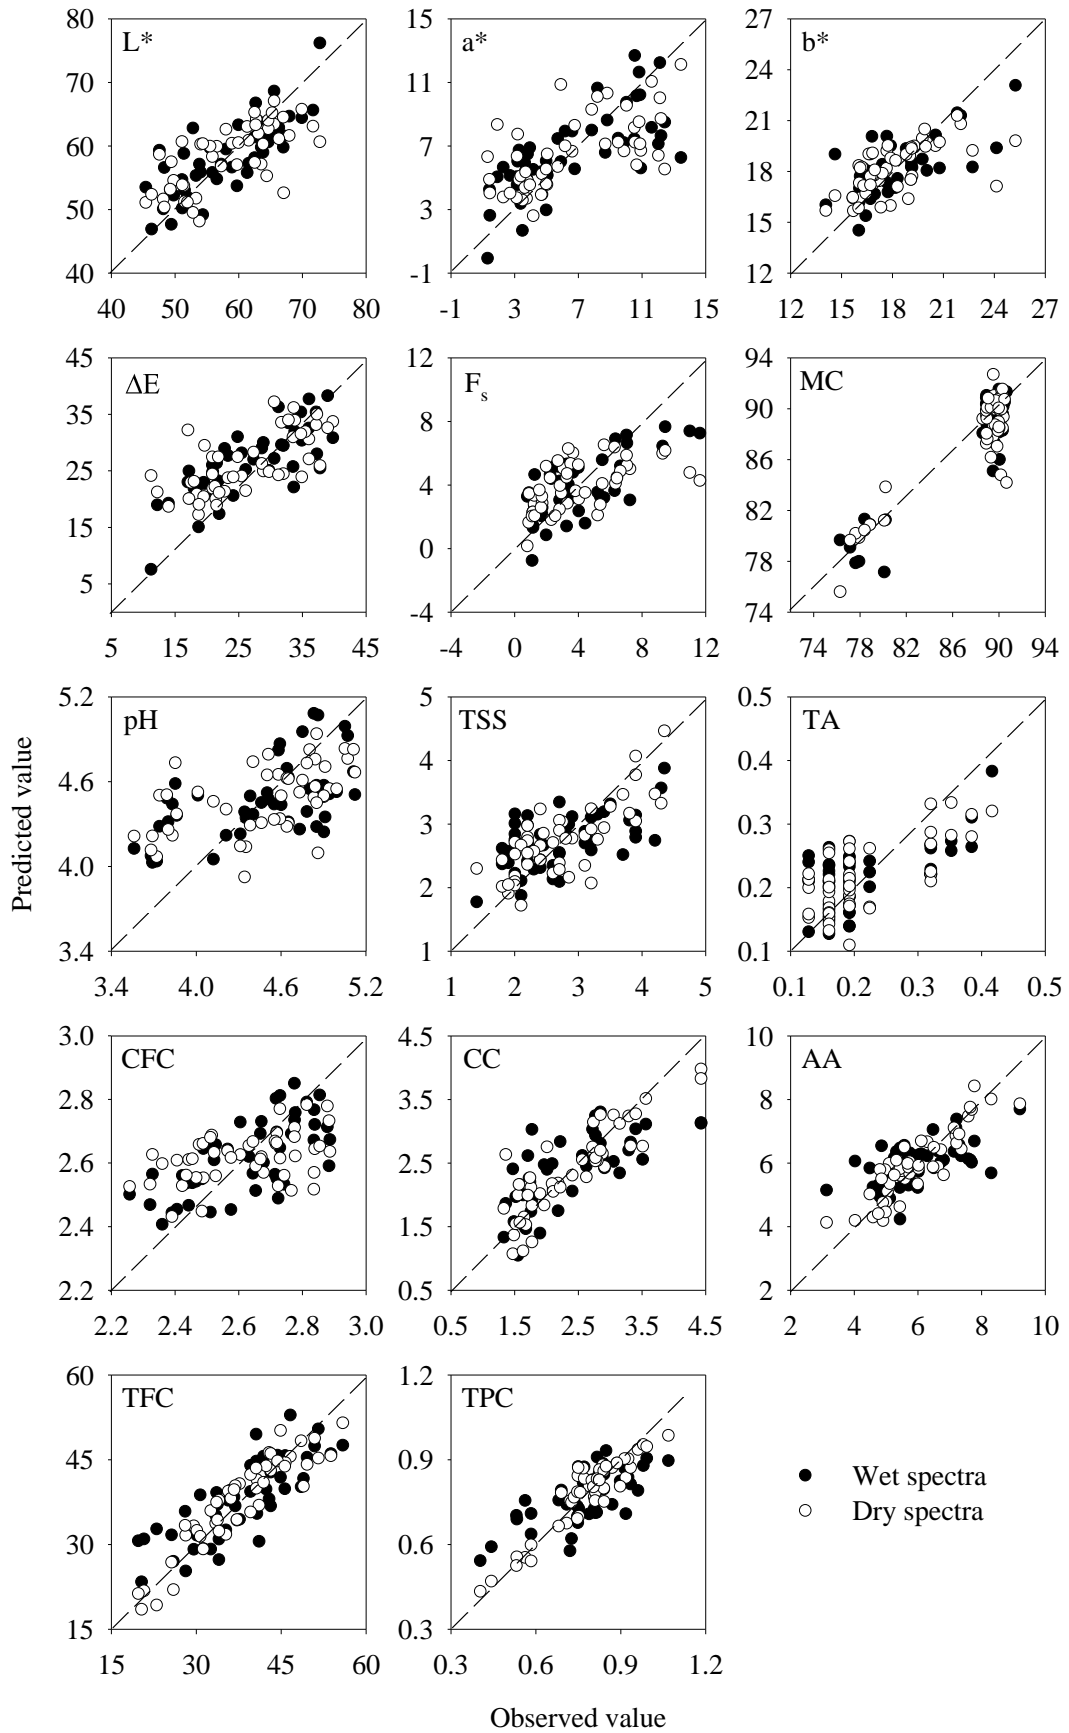 80
70
60
50
40
L*
40 50 60 70 80
15
11
7
3
-1
a*
-1 3 7 11 15
27
24
21
18
15
12
b*
12 15 18 21 24 27
45
35
25
15
5
ΔE
5 15 25 35 45
12
8
4
0
-4
Fs
-4 0 4 8 12
94
90
86
82
78
74
MC
74 78 82 86 90 94
Predicted value
5.2
4.6
4.0
3.4
pH
3.4 4.0 4.6 5.2
5
4
3
2
1
TSS
1 2 3 4 5
0.5
0.4
0.3
0.2
0.1
TA
0.1 0.2 0.3 0.4 0.5
3.0
2.8
2.6
2.4
2.2
CFC
2.2 2.4 2.6 2.8 3.0
4.5
3.5
2.5
1.5
0.5
CC
0.5 1.5 2.5 3.5 4.5
10
8
6
4
2
AA
2 4 6 8 10
60
45
30
15
TFC
15 30 45 60
1.2
0.9
0.6
0.3
TPC
0.3 0.6 0.9 1.2
Wet spectra
Dry spectra
Observed value